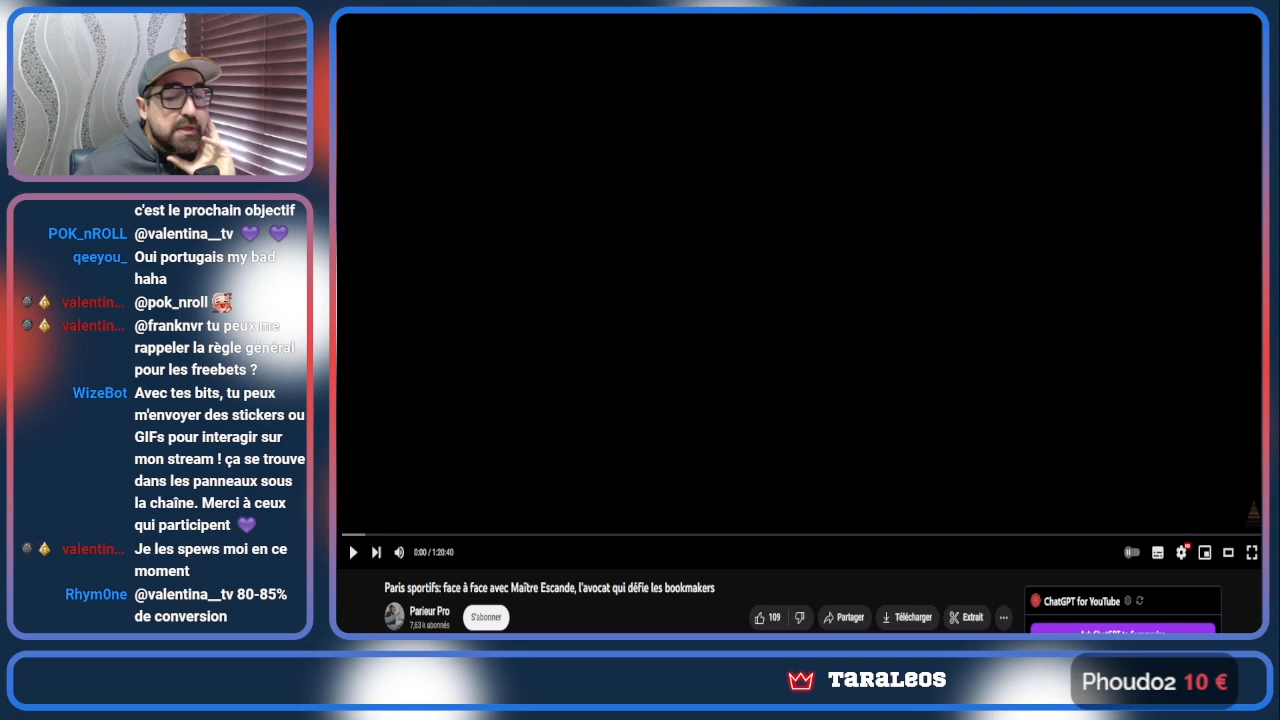 c'est le prochain objectif
POK_nROLL @valentina__tv 💜 💜
qeeyou_ Oui portugais my bad
haha
valentin... @pok_nroll
valentin... @franknvr tu peux me
rappeler la règle général
pour les freebets ?
WizeBot Avec tes bits, tu peux
m'envoyer des stickers ou
GIFs pour interagir sur
mon stream ! ça se trouve
dans les panneaux sous
la chaîne. Merci à ceux
qui participent 💜
valentin... Je les spews moi en ce
moment
Rhym0ne @valentina__tv 80-85%
de conversion
0:00 / 1:20:40
Paris sportifs: face à face avec Maître Escande, l'avocat qui défie les bookmakers
Parieur Pro
7,63 k abonnés
S'abonner
109
Partager
Télécharger
Extrait
ChatGPT for YouTube
TARALEOS
Phoudo2 10 €